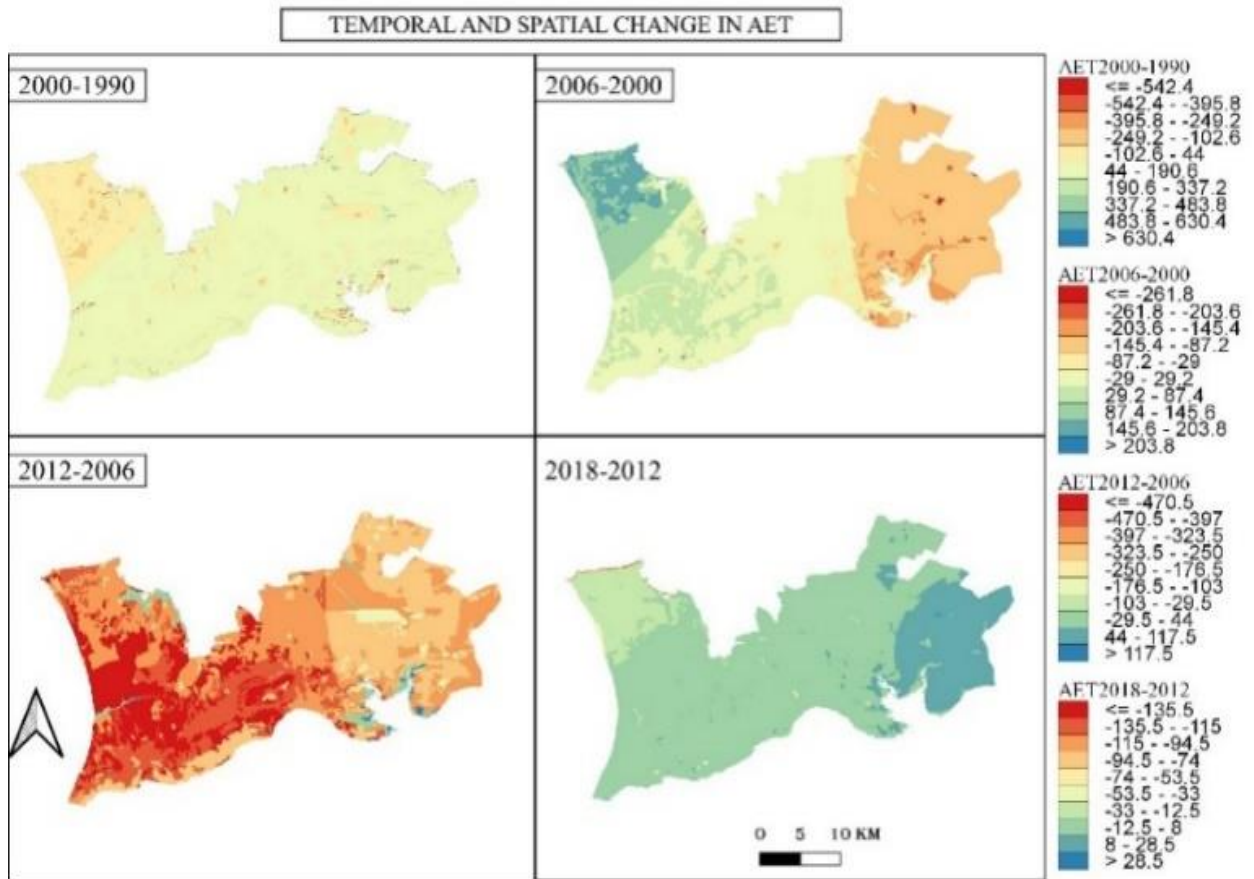 TEMPORAL AND SPATIAL CHANGE IN AET
2000-1990
2006-2000
2012-2006
2018-2012
0 5 10 KM
AET2000-1990
<= -542.4
-542.4 - -395.8
-395.8 - -249.2
-249.2 - -102.6
-102.6 - 44
44 - 190.6
190.6 - 337.2
337.2 - 483.8
483.8 - 630.4
> 630.4
AET2006-2000
<= -261.8
-261.8 - -203.6
-203.6 - -145.4
-145.4 - -87.2
-87.2 - -29
-29 - 29.2
29.2 - 87.4
87.4 - 145.6
145.6 - 203.8
> 203.8
AET2012-2006
<= -470.5
-470.5 - -397
-397 - -323.5
-323.5 - -250
-250 - -176.5
-176.5 - -103
-103 - -29.5
-29.5 - 44
44 - 117.5
> 117.5
AET2018-2012
<= -135.5
-135.5 - -115
-115 - -94.5
-94.5 - -74
-74 - -53.5
-53.5 - -33
-33 - -12.5
-12.5 - 8
8 - 28.5
> 28.5